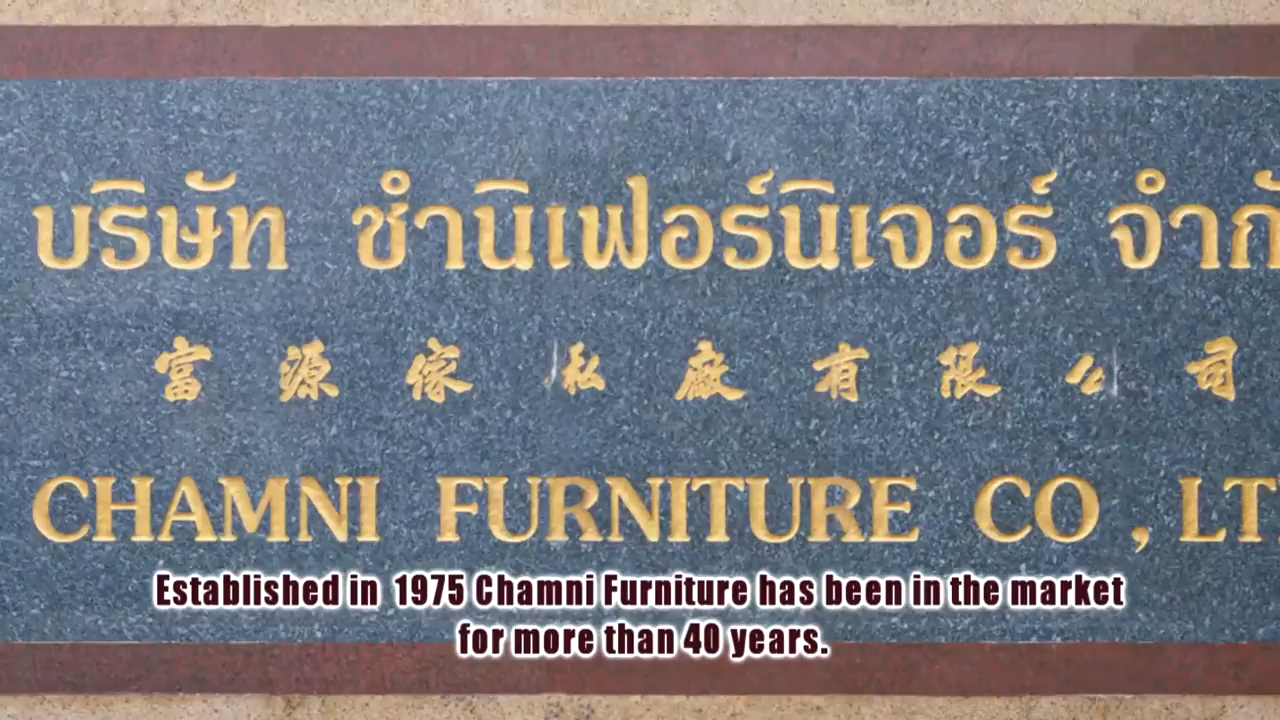 บริษัท ชำนิเฟอร์นิเจอร์ จำกั
富源傢私廠有限公司
CHAMNI FURNITURE CO , LT
Established in 1975 Chamni Furniture has been in the market
for more than 40 years.